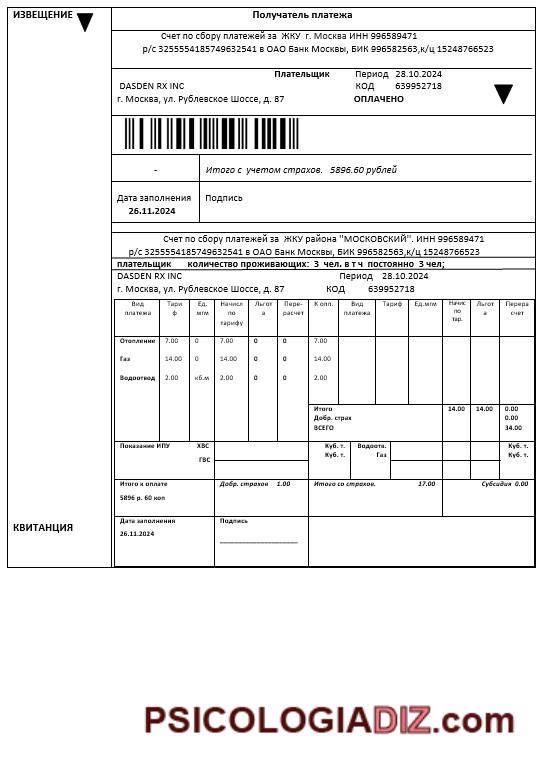 ИЗВЕЩЕНИЕ
Получатель платежа
Счет по сбору платежей за ЖКУ г. Москва ИНН 996589471
р/с 3255554185749632541 в ОАО Банк Москвы, БИК 996582563,к/ц 15248766523
Плательщик Период 28.10.2024
DASDEN RX INC КОД 639952718
г. Москва, ул. Рублевское Шоссе, д. 87 ОПЛАЧЕНО
- Итого с учетом страхов. 5896.60 рублей
Дата заполнения Подпись
26.11.2024
Счет по сбору платежей за ЖКУ района "МОСКОВСКИЙ". ИНН 996589471
р/с 3255554185749632541 в ОАО Банк Москвы, БИК 996582563,к/ц 15248766523
плательщик количество проживающих: 3 чел. в т ч постоянно 3 чел;
DASDEN RX INC Период 28.10.2024
г. Москва, ул. Рублевское Шоссе, д. 87 КОД 639952718
Вид Тари Ед. Начисл Льгот Пере- К опл. Вид Тариф Ед.мгм Начис Льгот Перера
платежа ф мгм по а расчет платежа по а счет
тарифу тар.
Отопление 7.00 0 7.00 0 0 7.00
Газ 14.00 0 14.00 0 0 14.00
Водоотвод 2.00 кб.м 2.00 0 0 2.00
Итого 14.00 14.00 0.00
Добр. страх 0.00
ВСЕГО 34.00
Показание ИПУ ХВС Куб. т. Водоотв. Куб. т.
ГВС Куб. т. Газ Куб. т.
Итого к оплате Добр. страхов 1.00 Итого со страхов. 17.00 Субсидия 0.00
5896 р. 60 коп
КВИТАНЦИЯ
Дата заполнения Подпись
26.11.2024
PSICOLOGIADIZ.com